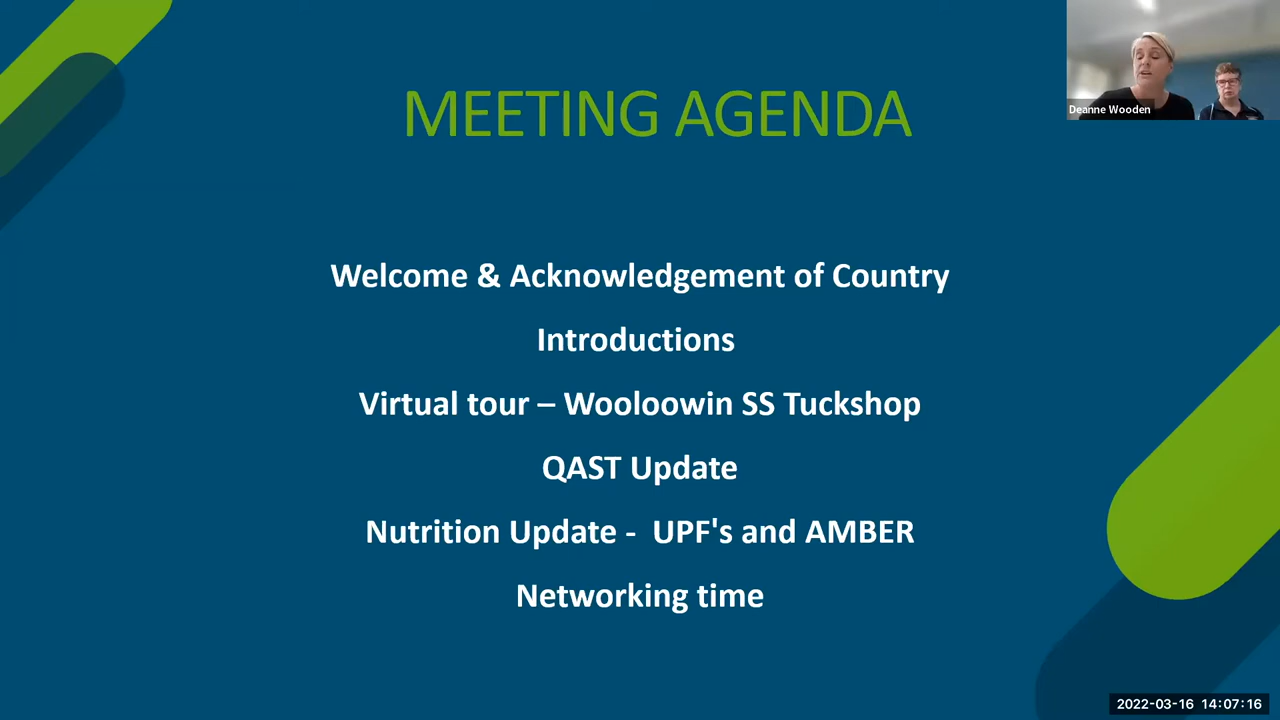 MEETING AGENDA
Deanne Wooden
Welcome & Acknowledgement of Country
Introductions
Virtual tour – Wooloowin SS Tuckshop
QAST Update
Nutrition Update -  UPF's and AMBER
Networking time
2022-03-16 14:07:16